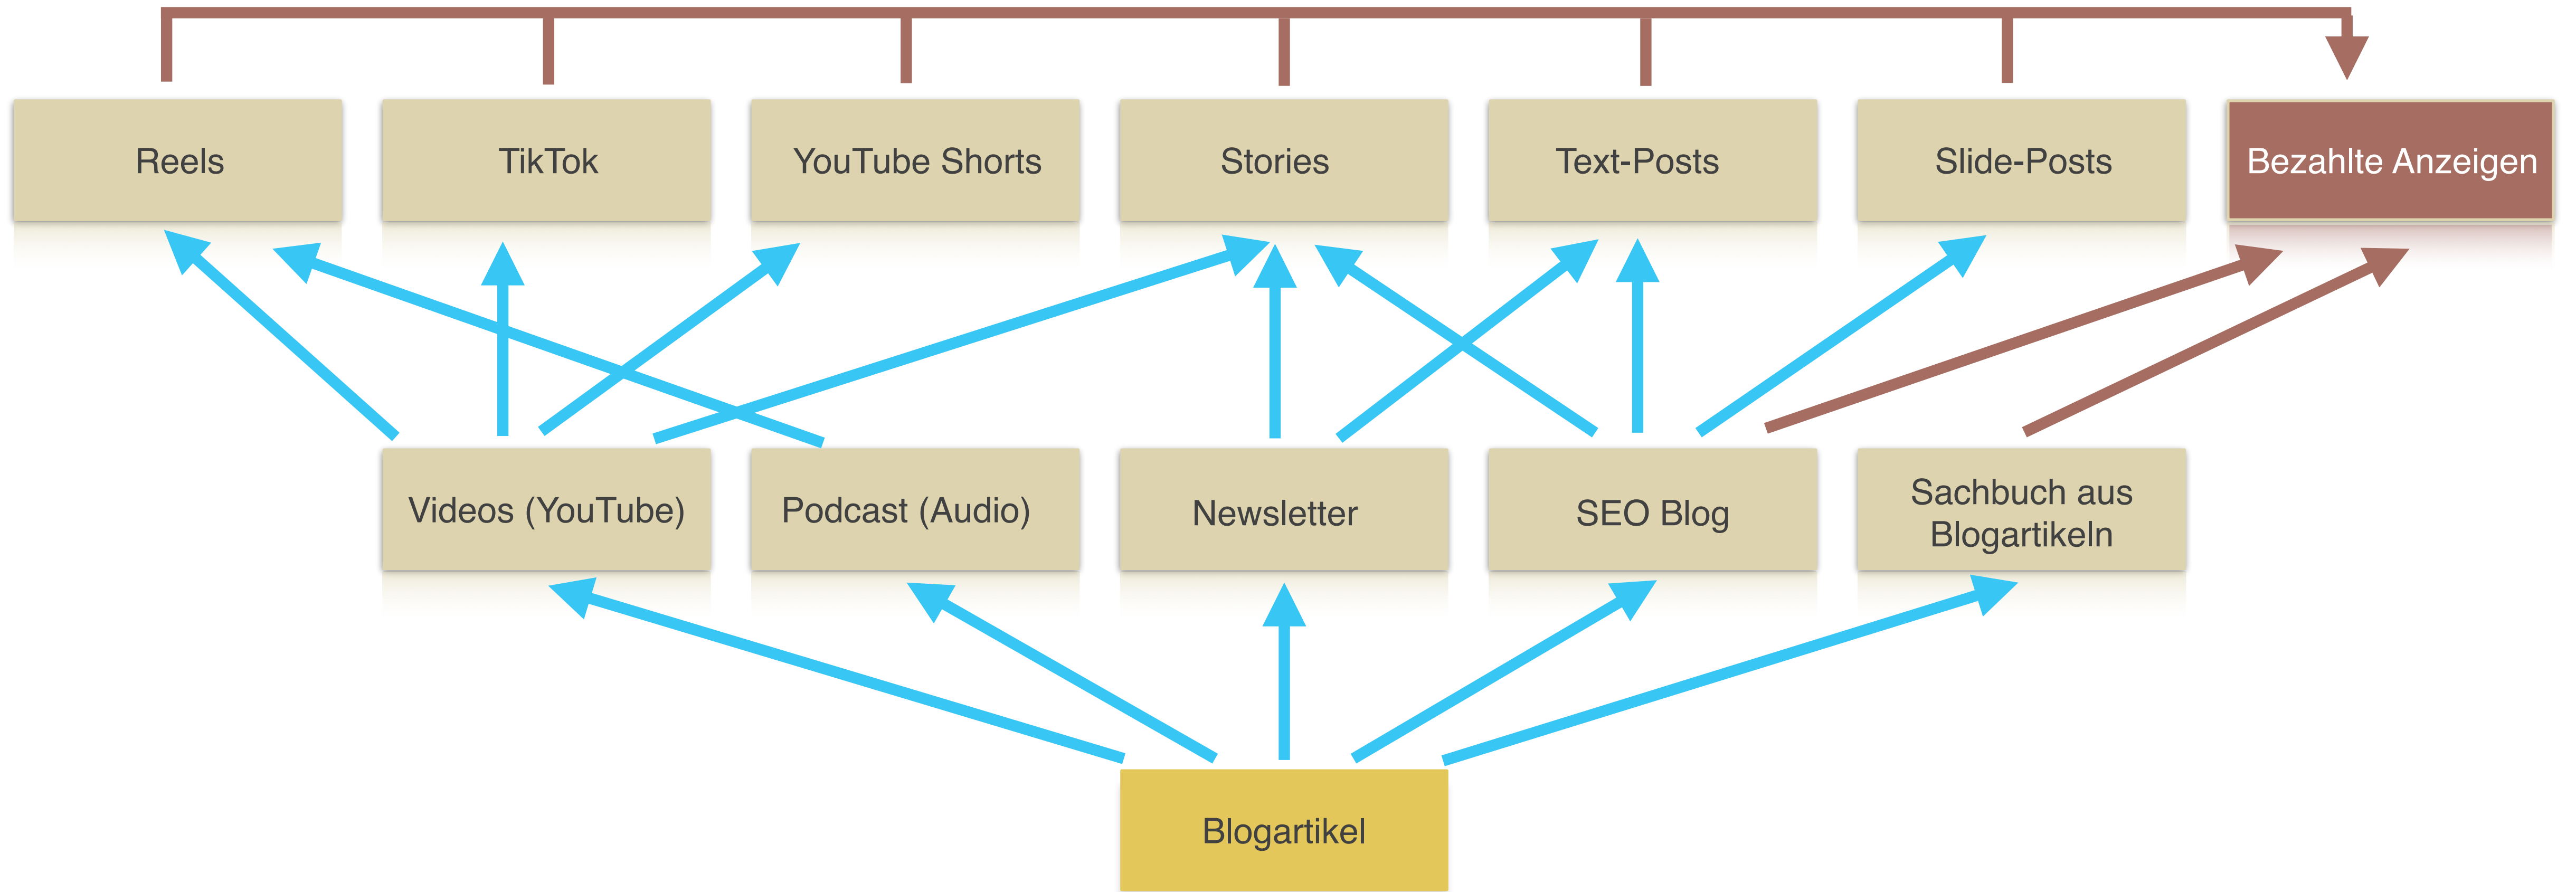 Reels
TikTok
YouTube Shorts
Stories
Text-Posts
Slide-Posts
Bezahlte Anzeigen
Videos (YouTube)
Podcast (Audio)
Newsletter
SEO Blog
Sachbuch aus
Blogartikeln
Blogartikel